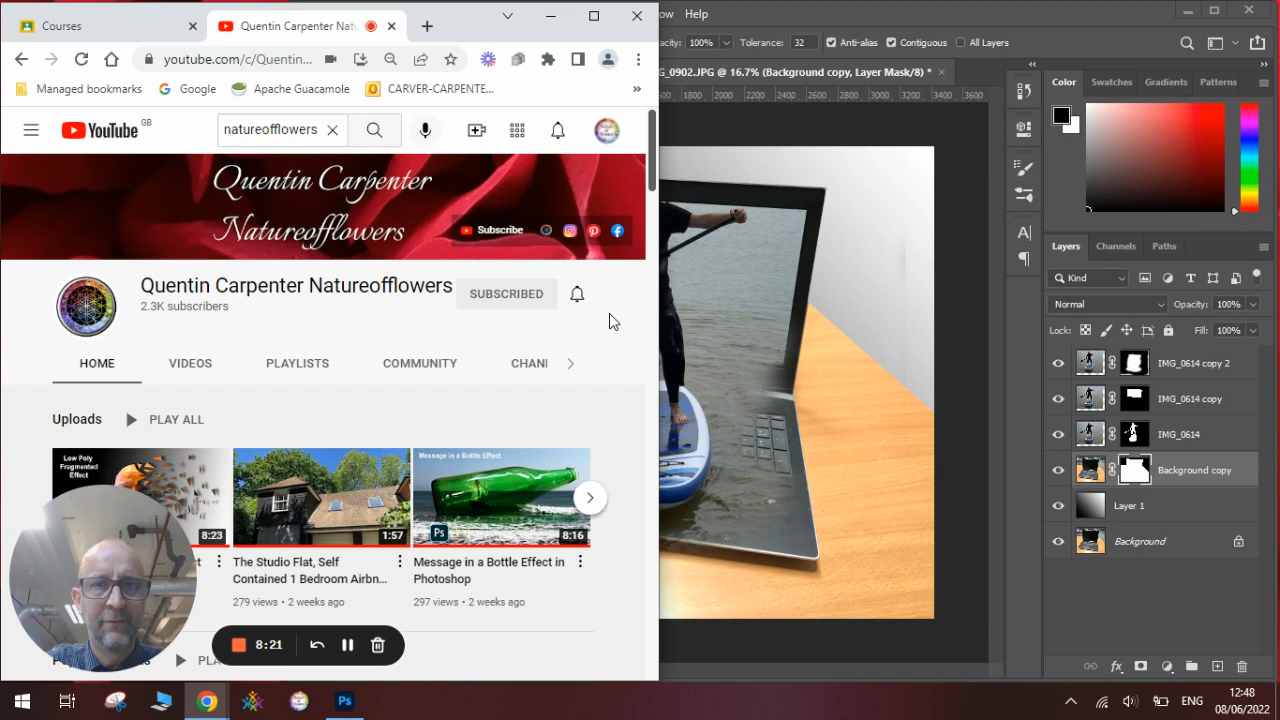 Courses
Quentin Carpenter Natu
youtube.com/c/Quentin...
Managed bookmarks
Google
Apache Guacamole
CARVER-CARPENTE...
»
YouTube GB
natureofflowers
Quentin Carpenter
Natureofflowers
Subscribe
Quentin Carpenter Natureofflowers
2.3K subscribers
SUBSCRIBED
HOME
VIDEOS
PLAYLISTS
COMMUNITY
CHANI
Uploads
PLAY ALL
Low Poly
Fragmented
Effect
8:23
1:57
Message in a Bottle Effect
Ps
8:16
The Studio Flat, Self
Contained 1 Bedroom Airbn...
279 views • 2 weeks ago
Message in a Bottle Effect in
Photoshop
297 views • 2 weeks ago
8:21
PLA
ow
Help
acity:
100%
Tolerance:
32
Anti-alias
Contiguous
All Layers
G_0902.JPG @ 16.7% (Background copy, Layer Mask/8) *
1800
2000
2200
2400
2600
2800
3000
3200
3400
3600
Color
Swatches
Gradients
Patterns
Layers
Channels
Paths
Kind
Normal
Opacity:
100%
Lock:
Fill:
100%
IMG_0614 copy 2
IMG_0614 copy
IMG_0614
Background copy
Layer 1
Background
fx
Ps
ENG
12:48
08/06/2022